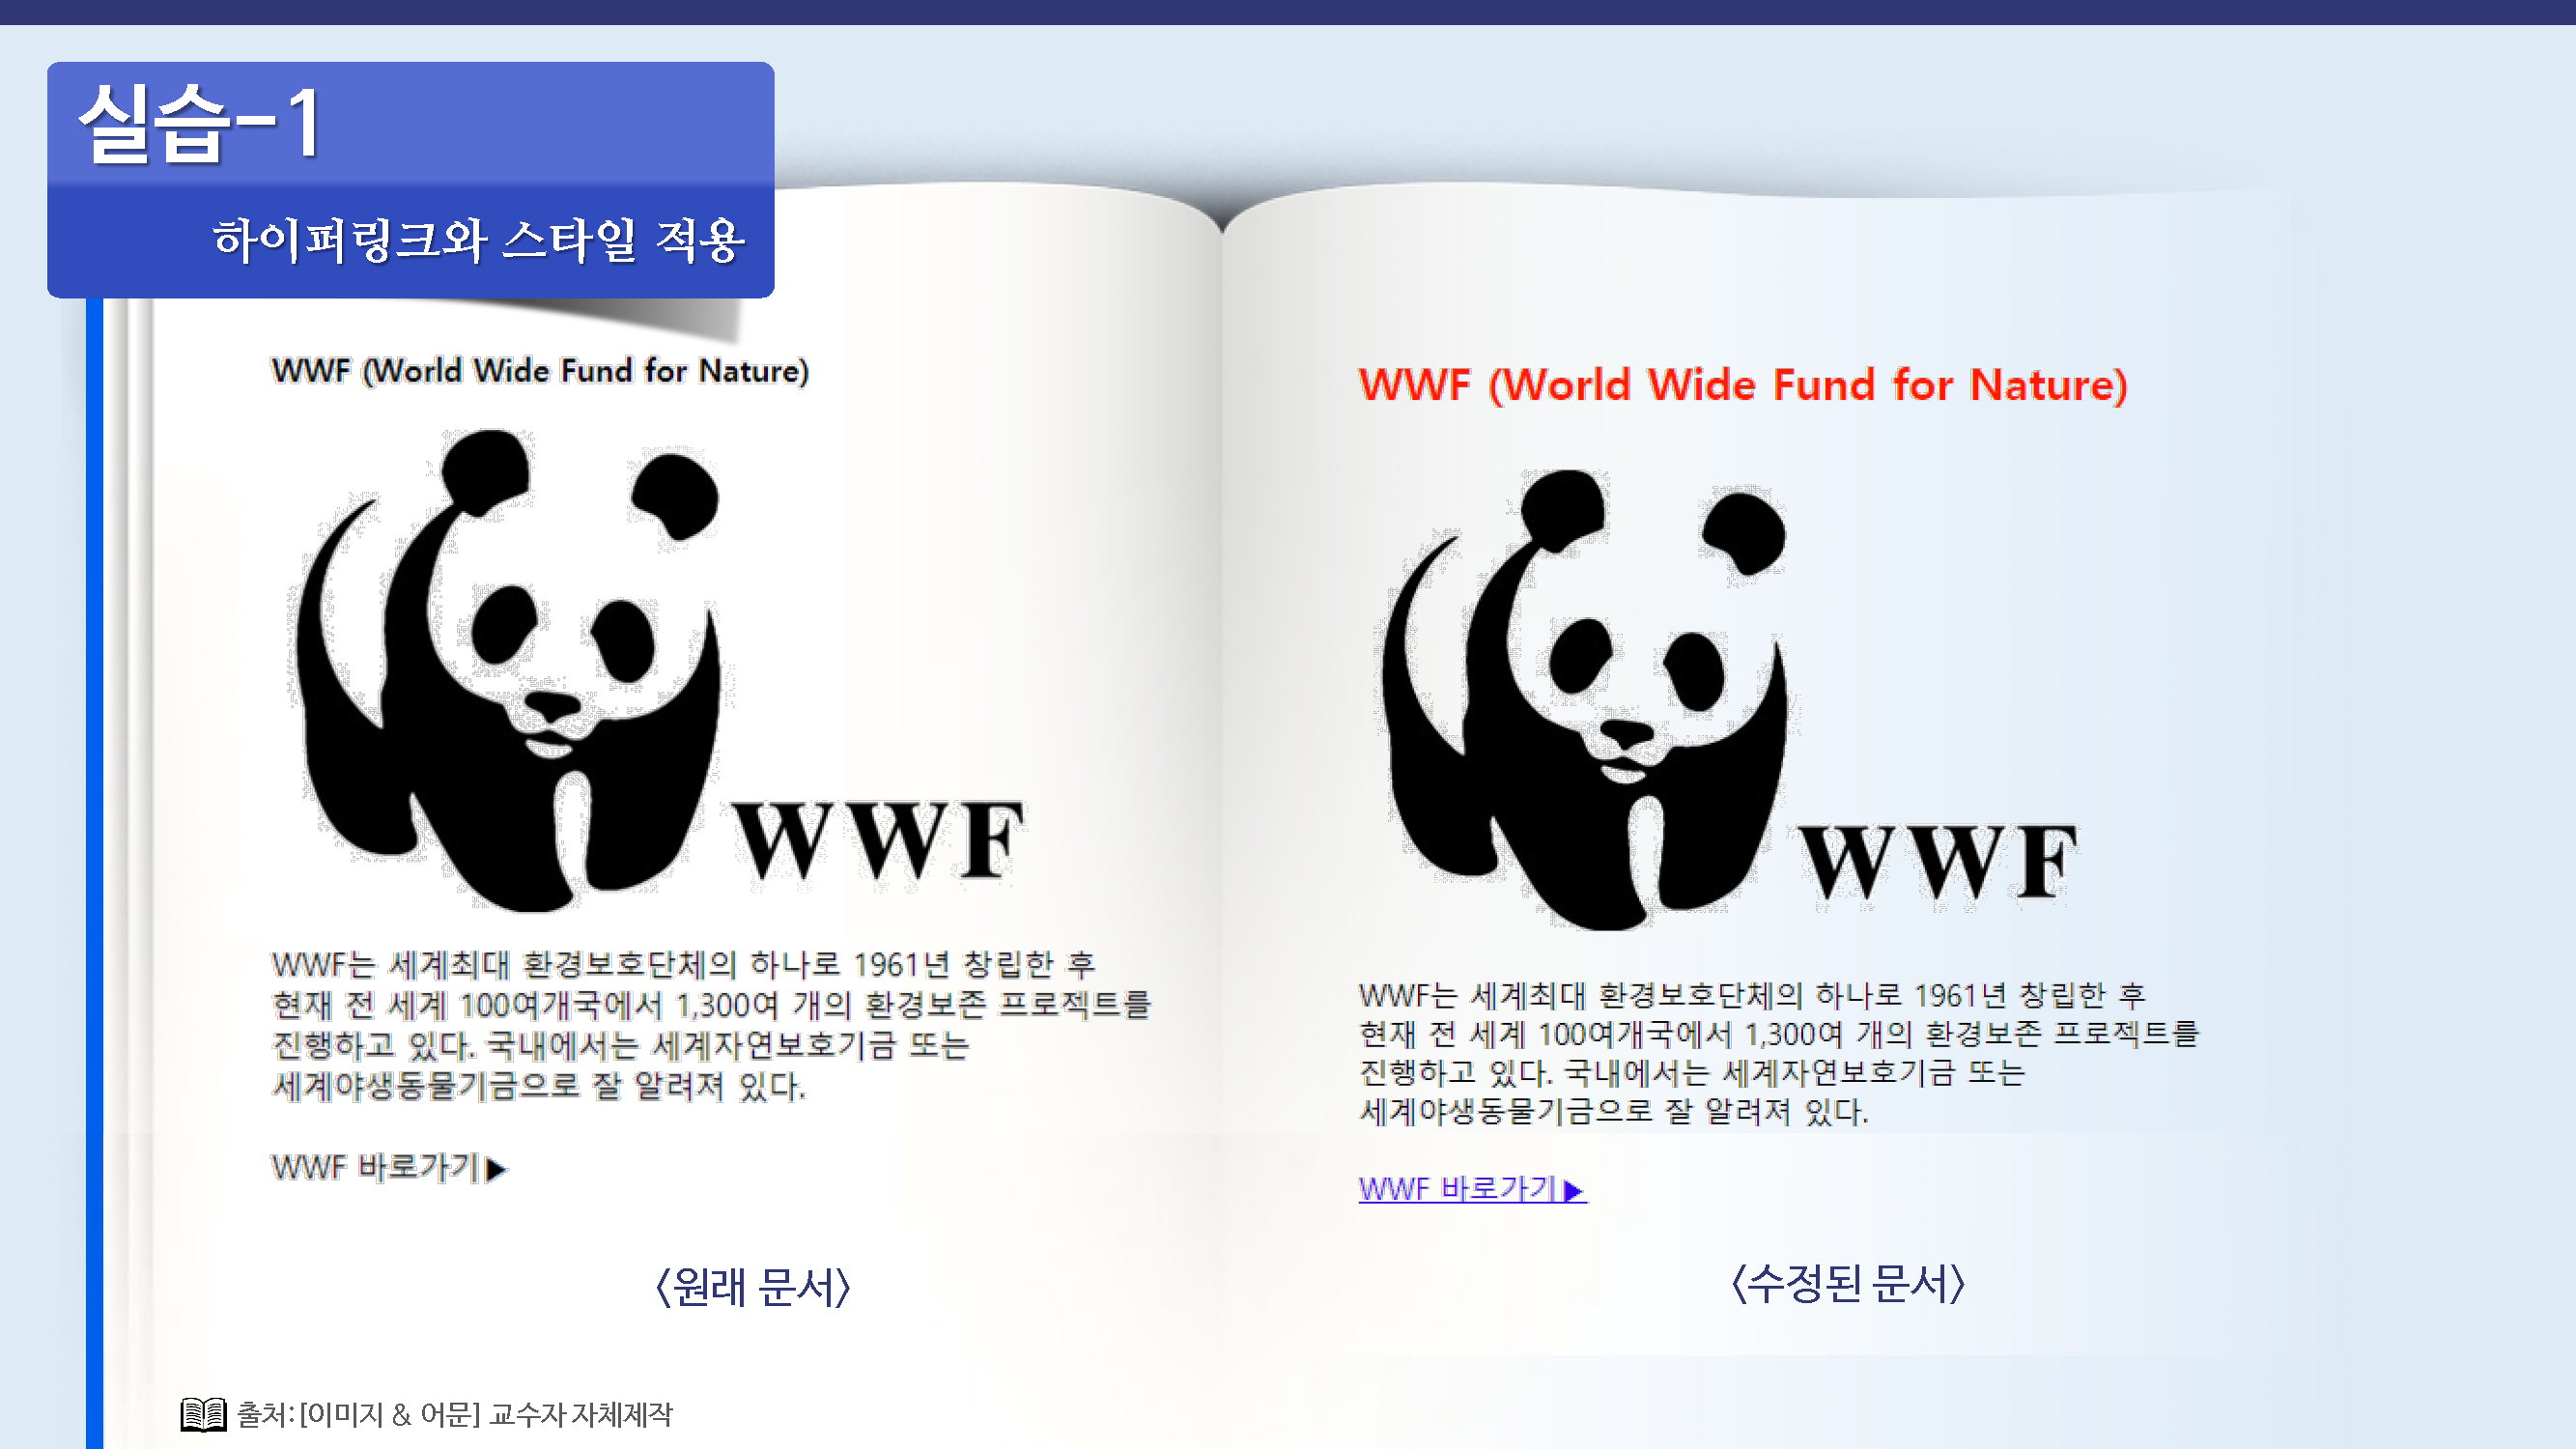 실습-1
하이퍼링크와 스타일 적용
WWF (World Wide Fund for Nature)
WWF
WWF는 세계최대 환경보호단체의 하나로 1961년 창립한 후
현재 전 세계 100여개국에서 1,300여 개의 환경보존 프로젝트를
진행하고 있다. 국내에서는 세계자연보호기금 또는
세계야생동물기금으로 잘 알려져 있다.
WWF 바로가기▶
<원래 문서>
WWF (World Wide Fund for Nature)
WWF
WWF는 세계최대 환경보호단체의 하나로 1961년 창립한 후
현재 전 세계 100여개국에서 1,300여 개의 환경보존 프로젝트를
진행하고 있다. 국내에서는 세계자연보호기금 또는
세계야생동물기금으로 잘 알려져 있다.
WWF 바로가기▶
<수정된 문서>
출처: [이미지 & 어문] 교수자 자체제작